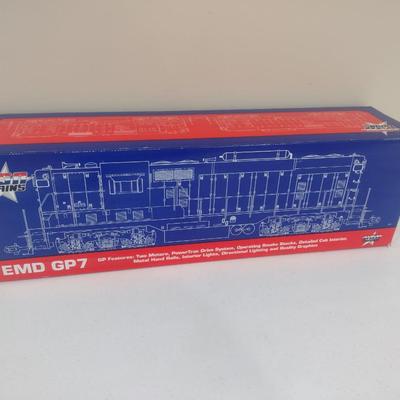 EMD GP7
GP Features: Two Motors, PowerTrac Drive System, Operating Smoke Stacks, Detailed Cab Interior,
Metal Hand Rails, Interior Lights, Directional Lighting and Quality Graphics